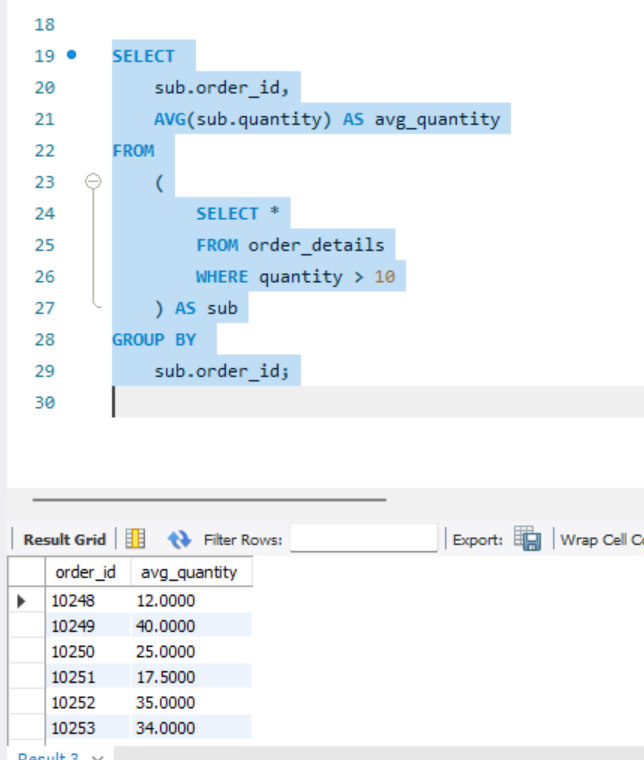 18
19 SELECT
20 sub.order_id,
21 AVG(sub.quantity) AS avg_quantity
22 FROM
23 (
24 SELECT *
25 FROM order_details
26 WHERE quantity > 10
27 ) AS sub
28 GROUP BY
29 sub.order_id;
30
Result Grid Filter Rows: Export: Wrap Cell Co
order_id avg_quantity
10248 12.0000
10249 40.0000
10250 25.0000
10251 17.5000
10252 35.0000
10253 34.0000
Result 3